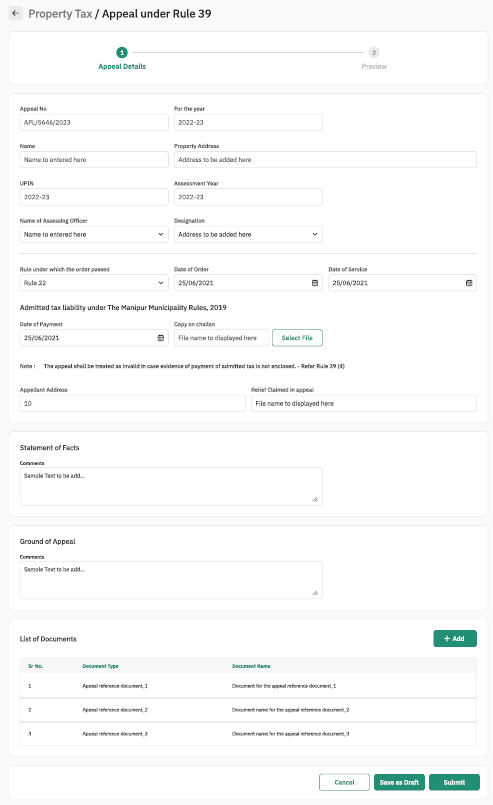 Property Tax / Appeal under Rule 39
1 2
Appeal Details Preview
Appeal No For the year
APL/5646/2023 2022-23
Name Property Address
Name to entered here Address to be added here
UPIN Assessment Year
2022-23 2022-23
Name of Assessing Officer Designation
Name to entered here Address to be added here
Rule under which the order passed Date of Order Date of Service
Rule 22 25/06/2021 25/06/2021
Admitted tax liability under The Manipur Municipality Rules, 2019
Date of Payment Copy on challan
25/06/2021 File name to displayed here Select File
Note : The appeal shall be treated as invalid in case evidence of payment of admitted tax is not enclosed. - Refer Rule 39 (4)
Appellant Address Relief Claimed in appeal
10 File name to displayed here
Statement of Facts
Comments
Sample Text to be add...
Ground of Appeal
Comments
Sample Text to be add...
List of Documents + Add
Sr No. Document Type Document Name
1 Appeal reference document_1 Document for the appeal reference document_1
2 Appeal reference document_2 Document name for the appeal reference document_2
3 Appeal reference document_3 Document name for the appeal reference document_3
Cancel Save as Draft Submit